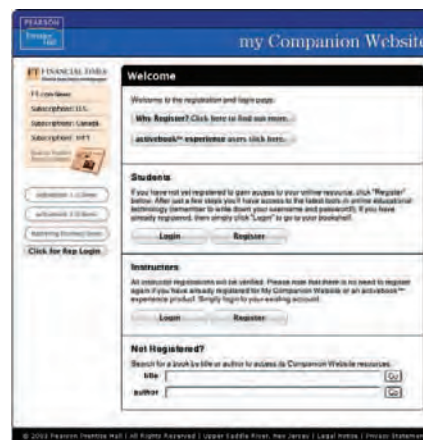 PEARSON
Prentice
Hall
my Companion Website
FT FINANCIAL TIMES
FT.com News
Subscriptions: U.S.
Subscriptions: Canada
Subscriptions: Int'l
Click for Rep Login
Welcome
Welcome to the registration and login page.
Why Register? Click here to find out more.
activebook™ experience users click here.
Students
If you have not yet registered to gain access to your online resource, click "Register"
below. After just a few steps you'll have access to the latest tools in online educational
technology (remember to write down your username and password!). If you have
already registered, then simply click "Login" to go to your bookshelf.
Login Register
Instructors
All instructor registrations will be verified. Please note that there is no need to register
again if you have already registered for My Companion Website or an activebook™
experience product. Simply login to your existing account.
Login Register
Not Registered?
Search for a book by title or author to access its Companion Website resources.
title Go
author Go
© 2003 Pearson Prentice Hall | All Rights Reserved | Upper Saddle River, New Jersey | Legal Notice | Privacy Statement